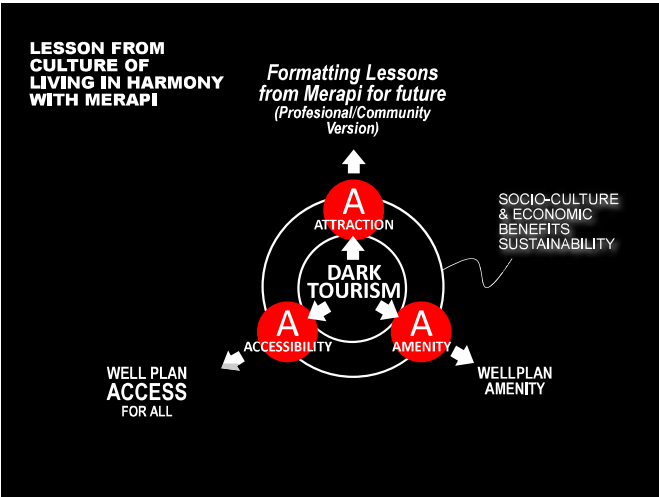 LESSON FROM
CULTURE OF
LIVING IN HARMONY
WITH MERAPI
Formatting Lessons
from Merapi for future
(Profesional/Community
Version)
A
ATTRACTION
SOCIO-CULTURE
& ECONOMIC
BENEFITS
SUSTAINABILITY
DARK
TOURISM
A
ACCESSIBILITY
A
AMENITY
WELL PLAN
ACCESS
FOR ALL
WELLPLAN
AMENITY